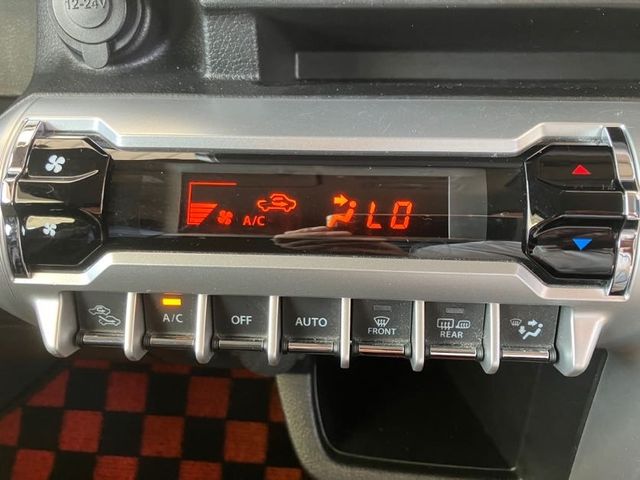 12-24V
A/C LO
A/C OFF AUTO FRONT REAR